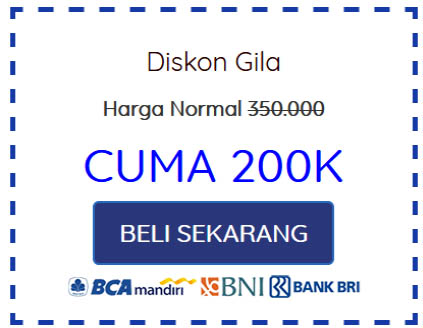 Diskon Gila
Harga Normal 350.000
CUMA 200K
BELI SEKARANG
BCA mandiri BNI BANK BRI